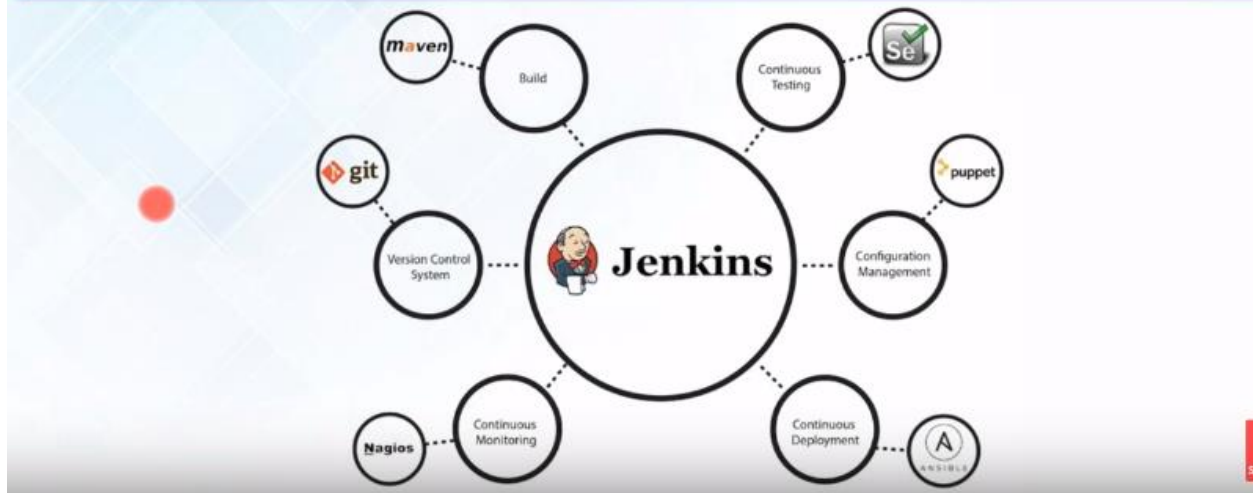 maven
Build
Continuous
Testing
Se
git
puppet
Version Control
System
Jenkins
Configuration
Management
Continuous
Monitoring
Nagios
Continuous
Deployment
A
ANSIBLE